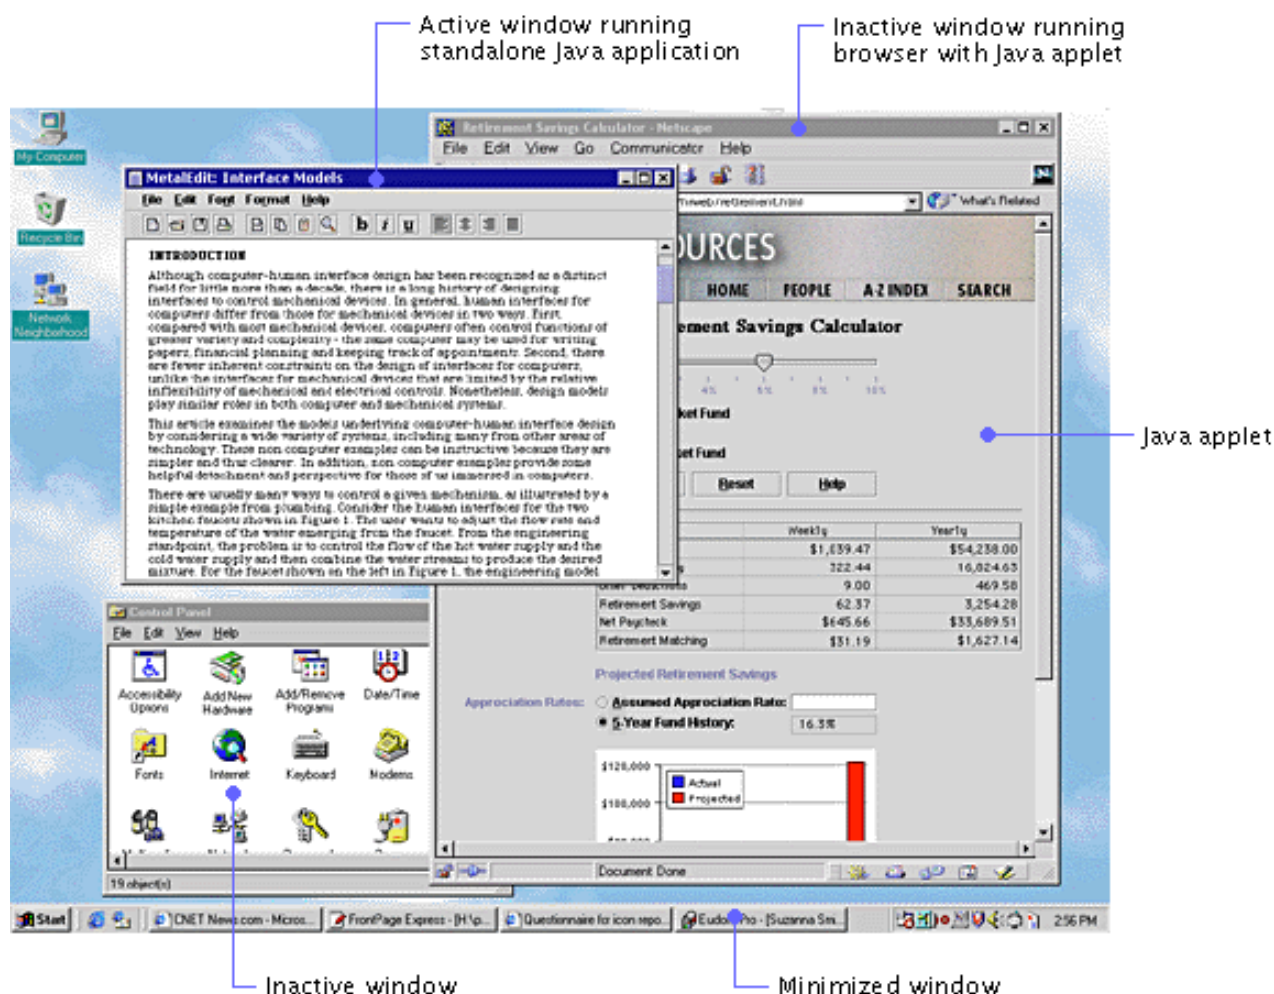 Active window running
standalone Java application
Inactive window running
browser with Java applet
My Computer
Recycle Bin
Network
Neighborhood
Retirement Savings Calculator - Netscape
File Edit View Go Communicator Help
What's Related
OURCES
HOME PEOPLE A-Z INDEX SEARCH
ement Savings Calculator
4% 6% 8% 10%
ket Fund
ket Fund
Reset Help
Weekly Yearly
$1,039.47 $54,238.00
322.44 16,824.63
9.00 469.58
Retirement Savings 62.37 3,254.28
Net Paycheck $645.66 $33,689.51
Retirement Matching $31.19 $1,627.14
Projected Retirement Savings
Appreciation Rates: Assumed Appreciation Rate:
5-Year Fund History: 16.3%
$120,000
Actual
Projected
$100,000
Document Done
Java applet
MetalEdit: Interface Models
File Edit Font Format Help
b i u
INTRODUCTION
Although computer-human interface design has been recognized as a distinct
field for little more than a decade, there is a long history of designing
interfaces to control mechanical devices. In general, human interfaces for
computers differ from those for mechanical devices in two ways. First,
compared with most mechanical devices, computers often control functions of
greater variety and complexity - the same computer may be used for writing
papers, financial planning and keeping track of appointments. Second, there
are fewer inherent constraints on the design of interfaces for computers,
unlike the interfaces for mechanical devices that are limited by the relative
inflexibility of mechanical and electrical controls. Nonetheless, design models
play similar roles in both computer and mechanical systems.
This article examines the models underlying computer-human interface design
by considering a wide variety of systems, including many from other areas of
technology. These non computer examples can be instructive because they are
simpler and thus clearer. In addition, non computer examples provide some
helpful detachment and perspective for those of us immersed in computers.
There are usually many ways to control a given mechanism, as illustrated by a
simple example from plumbing. Consider the human interfaces for the two
kitchen faucets shown in Figure 1. The user wants to adjust the flow rate and
temperature of the water emerging from the faucet. From the engineering
standpoint, the problem is to control the flow of the hot water supply and the
cold water supply and then combine the water streams to produce the desired
mixture. For the faucet shown on the left in Figure 1, the engineering model
Control Panel
File Edit View Help
Accessibility
Options
Add New
Hardware
Add/Remove
Programs
Date/Time
Fonts Internet Keyboard Modems
19 object(s)
Start CNET News.com - Micros... FrontPage Express - [H:\p... Questionnaire for icon repo... Eudora Pro - [Suzanna Smi... 2:56 PM
Inactive window
Minimized window